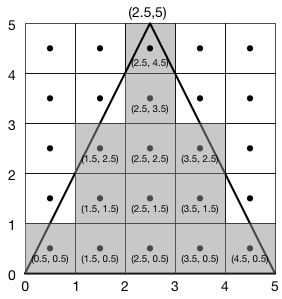 (2.5,5)
5
(2.5, 4.5)
4
(2.5, 3.5)
3
(1.5, 2.5) (2.5, 2.5) (3.5, 2.5)
2
(1.5, 1.5) (2.5, 1.5) (3.5, 1.5)
1
(0.5, 0.5) (1.5, 0.5) (2.5, 0.5) (3.5, 0.5) (4.5, 0.5)
0
0 1 2 3 4 5